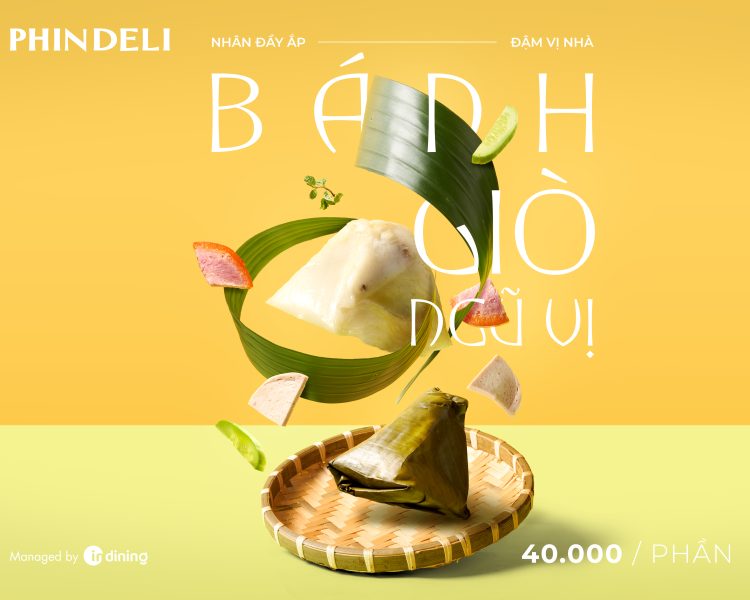 PHINDELI
NHÂN ĐẦY ẮP ĐẬM VỊ NHÀ
BÁNH
GIÒ
NGŨ VỊ
Managed by in dining
40.000 / PHẦN